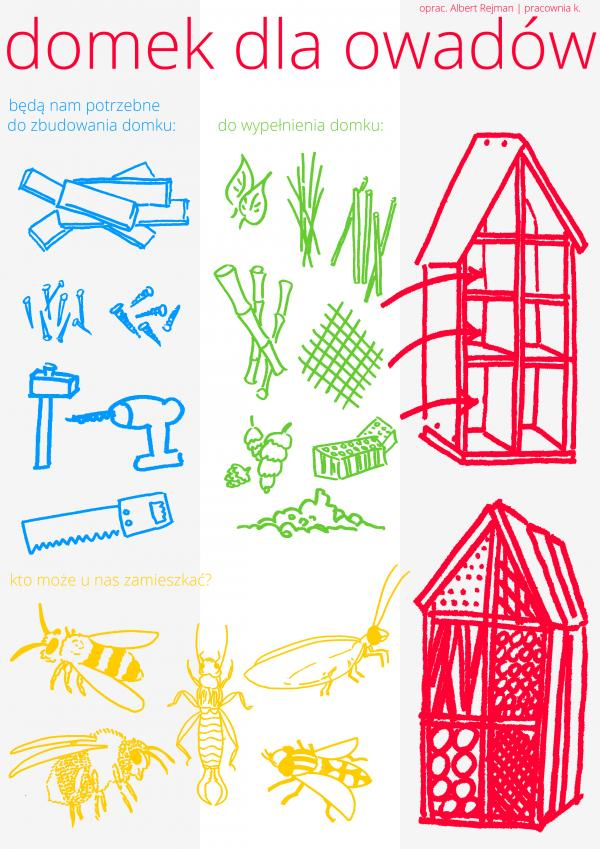 oprac. Albert Rejman | pracownia k.
domek dla owadów
będą nam potrzebne
do zbudowania domku:
do wypełnienia domku:
kto może u nas zamieszkać?